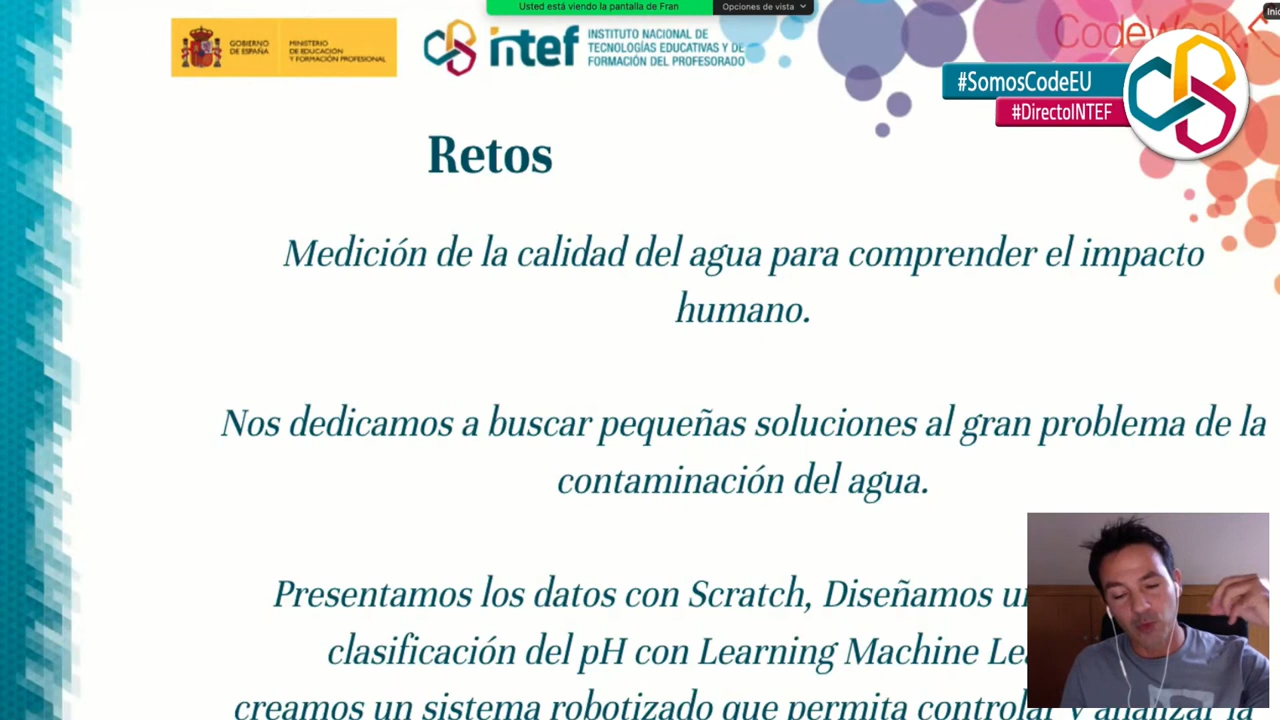 Usted está viendo la pantalla de Fran
Opciones de vista
GOBIERNO
DE ESPAÑA
MINISTERIO
DE EDUCACIÓN
Y FORMACIÓN PROFESIONAL
intef
INSTITUTO NACIONAL DE
TECNOLOGÍAS EDUCATIVAS Y DE
FORMACIÓN DEL PROFESORADO
CodeWeek
#SomosCodeEU
#DirectoINTEF
Retos
Medición de la calidad del agua para comprender el impacto
humano.
Nos dedicamos a buscar pequeñas soluciones al gran problema de la
contaminación del agua.
Presentamos los datos con Scratch, Diseñamos
clasificación del pH con Learning Machine
creamos un sistema robotizado que permita controlar y analizar la